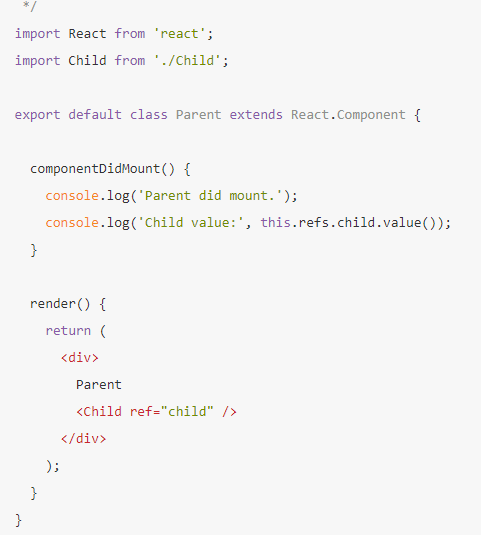 */
import React from 'react';
import Child from './Child';
export default class Parent extends React.Component {
componentDidMount() {
console.log('Parent did mount.');
console.log('Child value:', this.refs.child.value());
}
render() {
return (
<div>
Parent
<Child ref="child" />
</div>
);
}
}